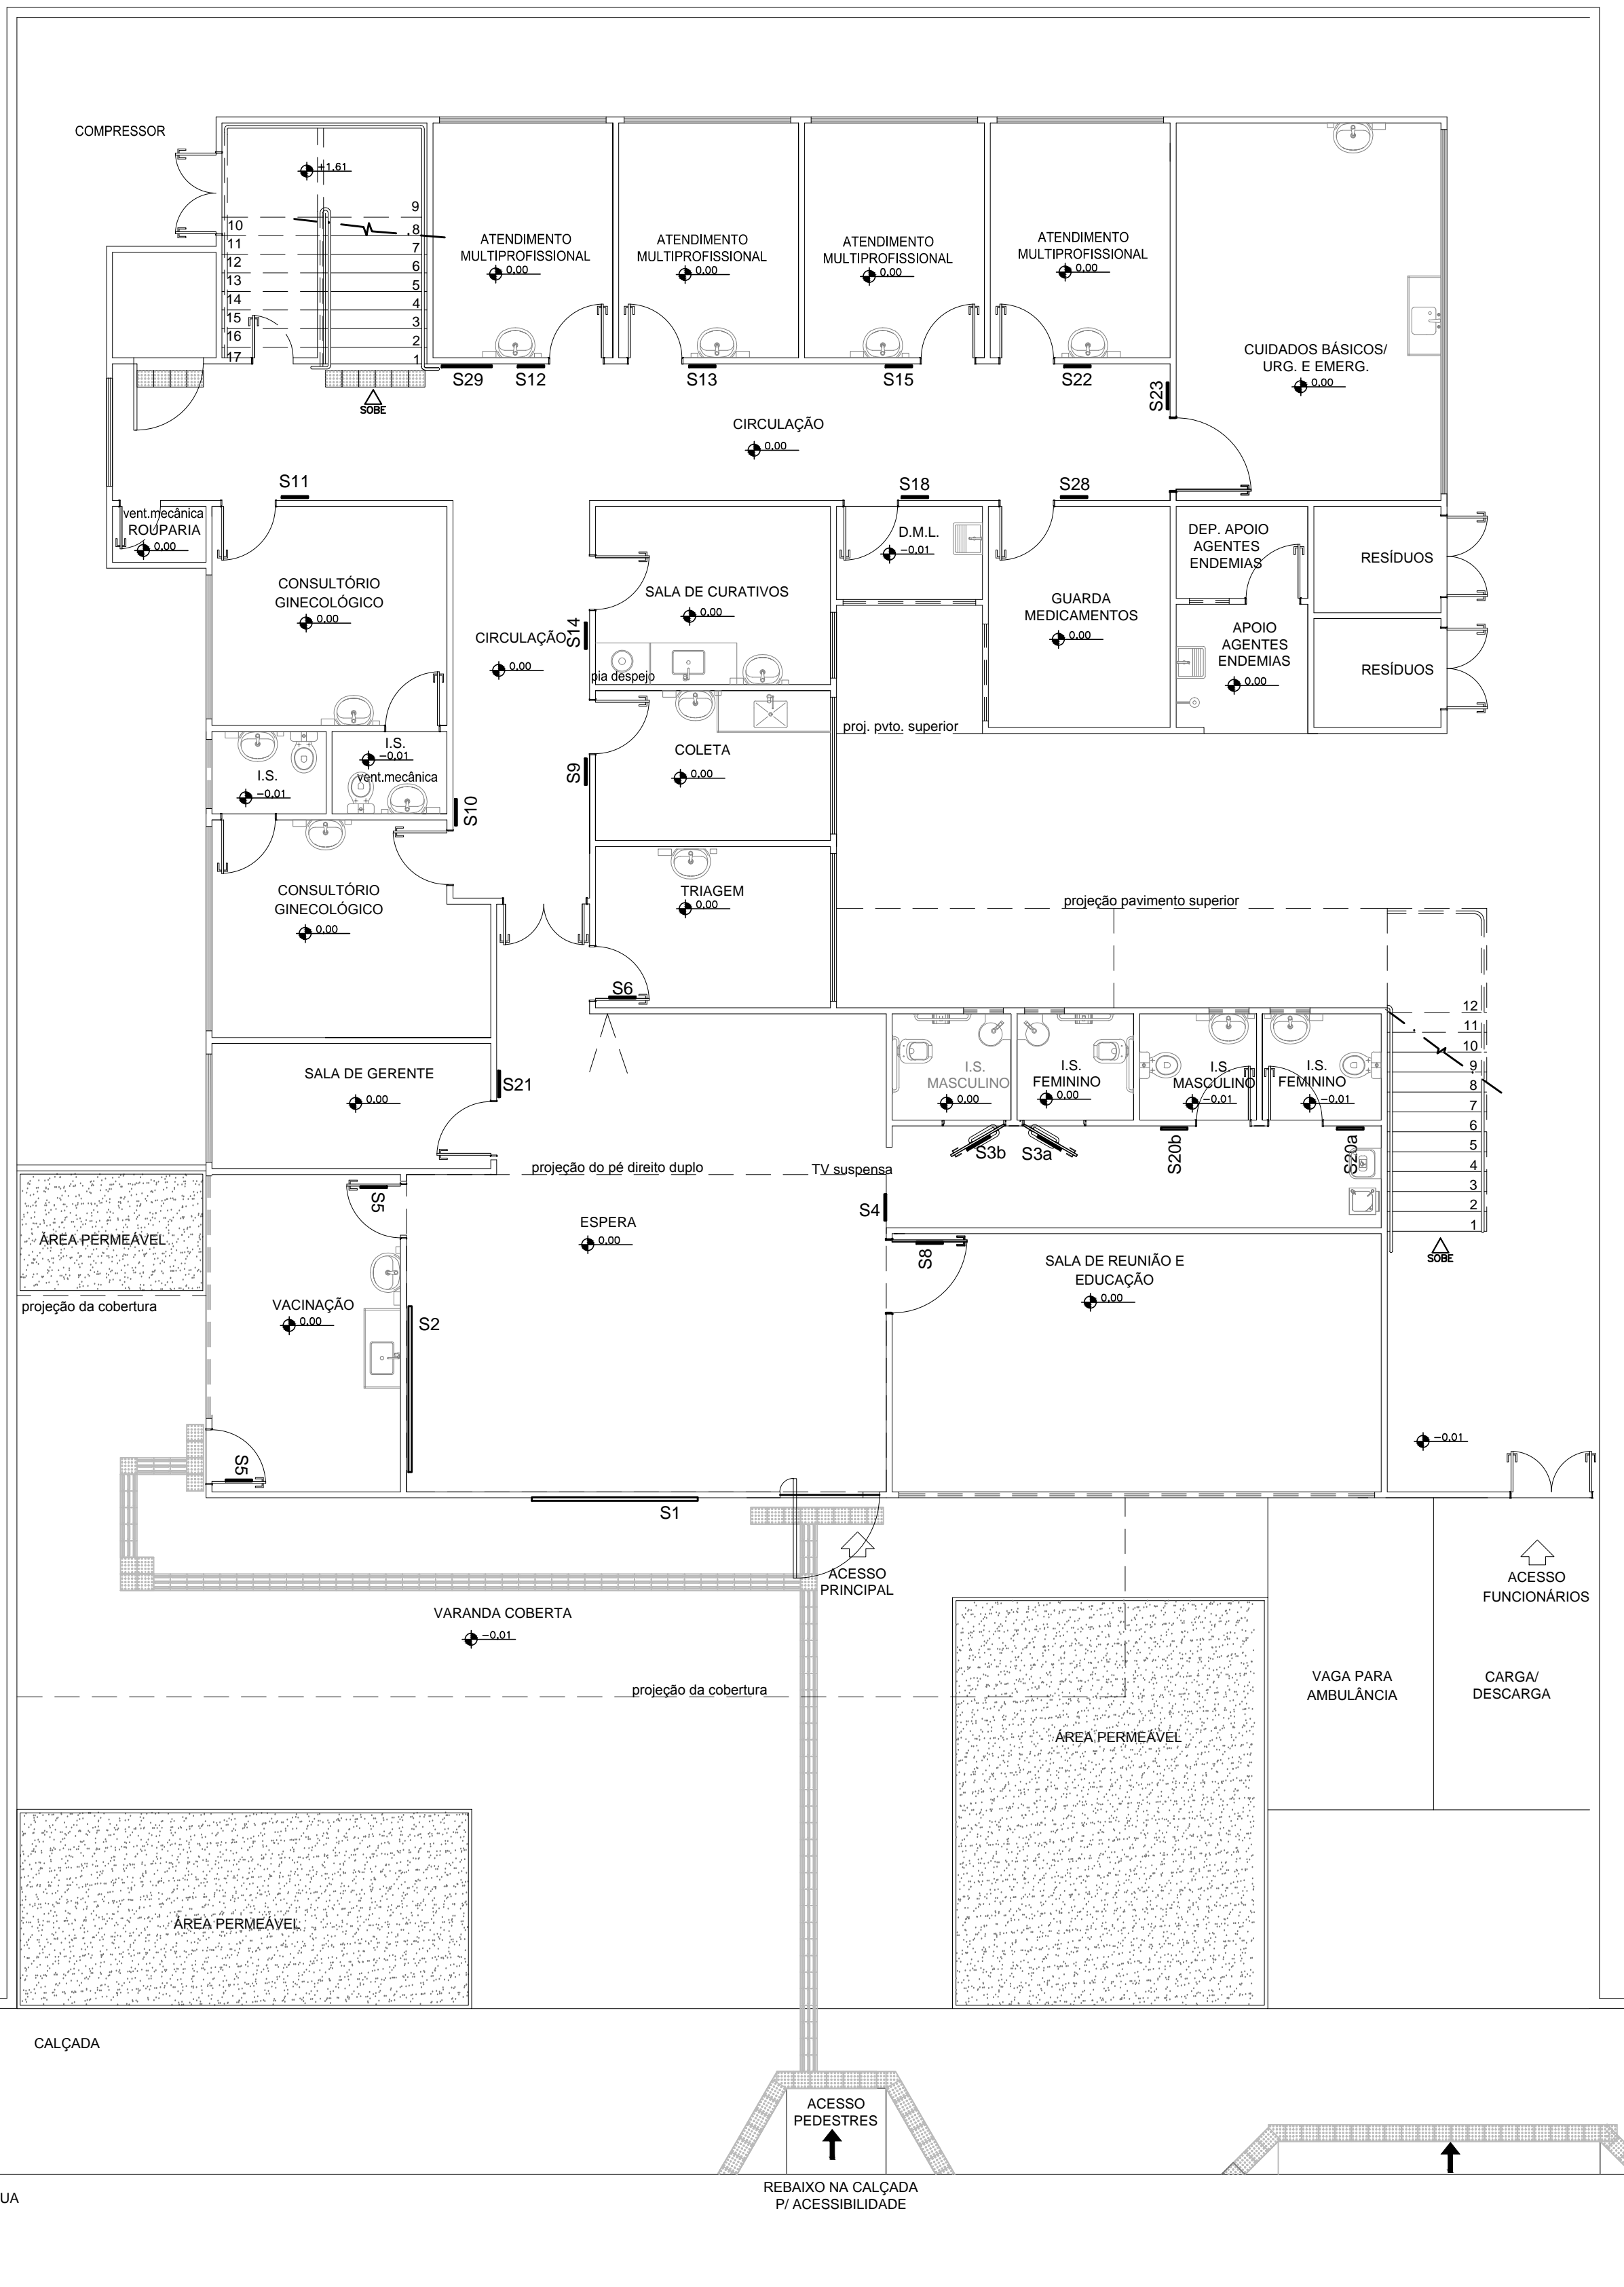 COMPRESSOR
+1.61
9
10
8
11
7
12
6
13
5
14
4
15
3
16
2
17
1
SOBE
ATENDIMENTO
MULTIPROFISSIONAL
0.00
ATENDIMENTO
MULTIPROFISSIONAL
0.00
ATENDIMENTO
MULTIPROFISSIONAL
0.00
ATENDIMENTO
MULTIPROFISSIONAL
0.00
CUIDADOS BÁSICOS/
URG. E EMERG.
0.00
S29
S12
S13
S15
S22
S23
CIRCULAÇÃO
0.00
S11
S18
S28
vent.mecânica
ROUPARIA
0.00
CONSULTÓRIO
GINECOLÓGICO
0.00
CIRCULAÇÃO
0.00
S14
SALA DE CURATIVOS
0.00
pia despejo
D.M.L.
-0.01
GUARDA
MEDICAMENTOS
0.00
DEP. APOIO
AGENTES
ENDEMIAS
APOIO
AGENTES
ENDEMIAS
0.00
RESÍDUOS
RESÍDUOS
proj. pvto. superior
I.S.
-0.01
I.S.
-0.01
vent.mecânica
S10
S9
COLETA
0.00
CONSULTÓRIO
GINECOLÓGICO
0.00
TRIAGEM
0.00
S6
projeção pavimento superior
SALA DE GERENTE
0.00
S21
I.S.
MASCULINO
0.00
I.S.
FEMININO
0.00
I.S.
MASCULINO
-0.01
I.S.
FEMININO
-0.01
S3b
S3a
S20b
S20a
12
11
10
9
8
7
6
5
4
3
2
1
SOBE
projeção do pé direito duplo
TV suspensa
S5
S4
ESPERA
0.00
S8
SALA DE REUNIÃO E
EDUCAÇÃO
0.00
ÁREA PERMEÁVEL
projeção da cobertura
VACINAÇÃO
0.00
S2
S5
S1
-0.01
ACESSO
PRINCIPAL
ACESSO
FUNCIONÁRIOS
VARANDA COBERTA
-0.01
projeção da cobertura
VAGA PARA
AMBULÂNCIA
CARGA/
DESCARGA
ÁREA PERMEÁVEL
ÁREA PERMEÁVEL
CALÇADA
ACESSO
PEDESTRES
REBAIXO NA CALÇADA
P/ ACESSIBILIDADE
UA